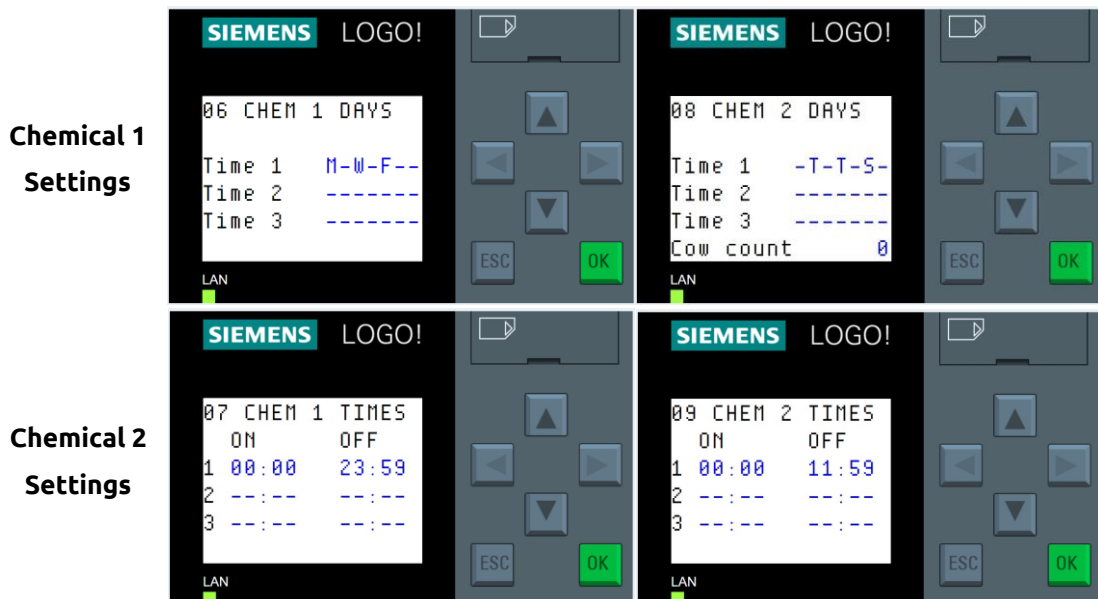 Chemical 1
Settings
SIEMENS LOGO!
06 CHEM 1 DAYS
Time 1 M-W-F--
Time 2 -------
Time 3 -------
ESC OK
LAN
SIEMENS LOGO!
08 CHEM 2 DAYS
Time 1 -T-T-S-
Time 2 -------
Time 3 -------
Cow count 0
ESC OK
LAN
Chemical 2
Settings
SIEMENS LOGO!
07 CHEM 1 TIMES
ON OFF
1 00:00 23:59
2 --:-- --:--
3 --:-- --:--
ESC OK
LAN
SIEMENS LOGO!
09 CHEM 2 TIMES
ON OFF
1 00:00 11:59
2 --:-- --:--
3 --:-- --:--
ESC OK
LAN